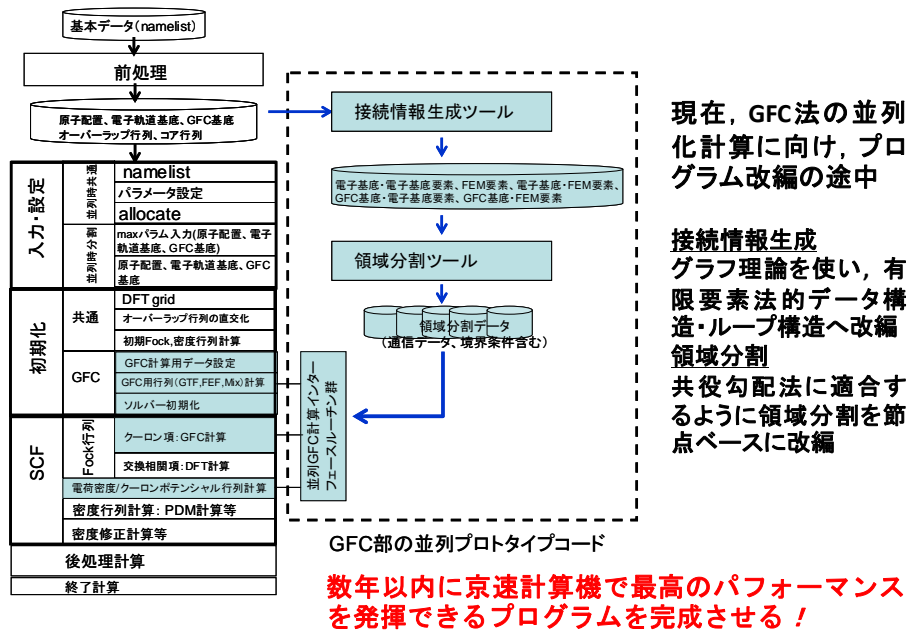 基本データ(namelist)
前処理
原子配置、電子軌道基底、GFC基底
オーバーラップ行列、コア行列
入力・設定
並列時共通
namelist
パラメータ設定
allocate
並列時分割
maxパラム入力(原子配置、電子
軌道基底、GFC基底)
原子配置、電子軌道基底、GFC
基底
初期化
共通
DFT grid
オーバーラップ行列の直交化
初期Fock,密度行列計算
GFC
GFC計算用データ設定
GFC用行列(GTF,FEF,Mix)計算
ソルバー初期化
SCF
Fock行列
クーロン項:GFC計算
交換相関項:DFT計算
電荷密度/クーロンポテンシャル行列計算
密度行列計算: PDM計算等
密度修正計算等
後処理計算
終了計算
接続情報生成ツール
電子基底・電子基底要素、FEM要素、電子基底・FEM要素、
GFC基底・電子基底要素、GFC基底・FEM要素
領域分割ツール
領域分割データ
(通信データ、境界条件含む)
並列GFC計算インター
フェースルーチン群
GFC部の並列プロトタイプコード
現在，GFC法の並列
化計算に向け，プロ
グラム改編の途中
接続情報生成
グラフ理論を使い，有
限要素法的データ構
造・ループ構造へ改編
領域分割
共役勾配法に適合す
るように領域分割を節
点ベースに改編
数年以内に京速計算機で最高のパフォーマンス
を発揮できるプログラムを完成させる！